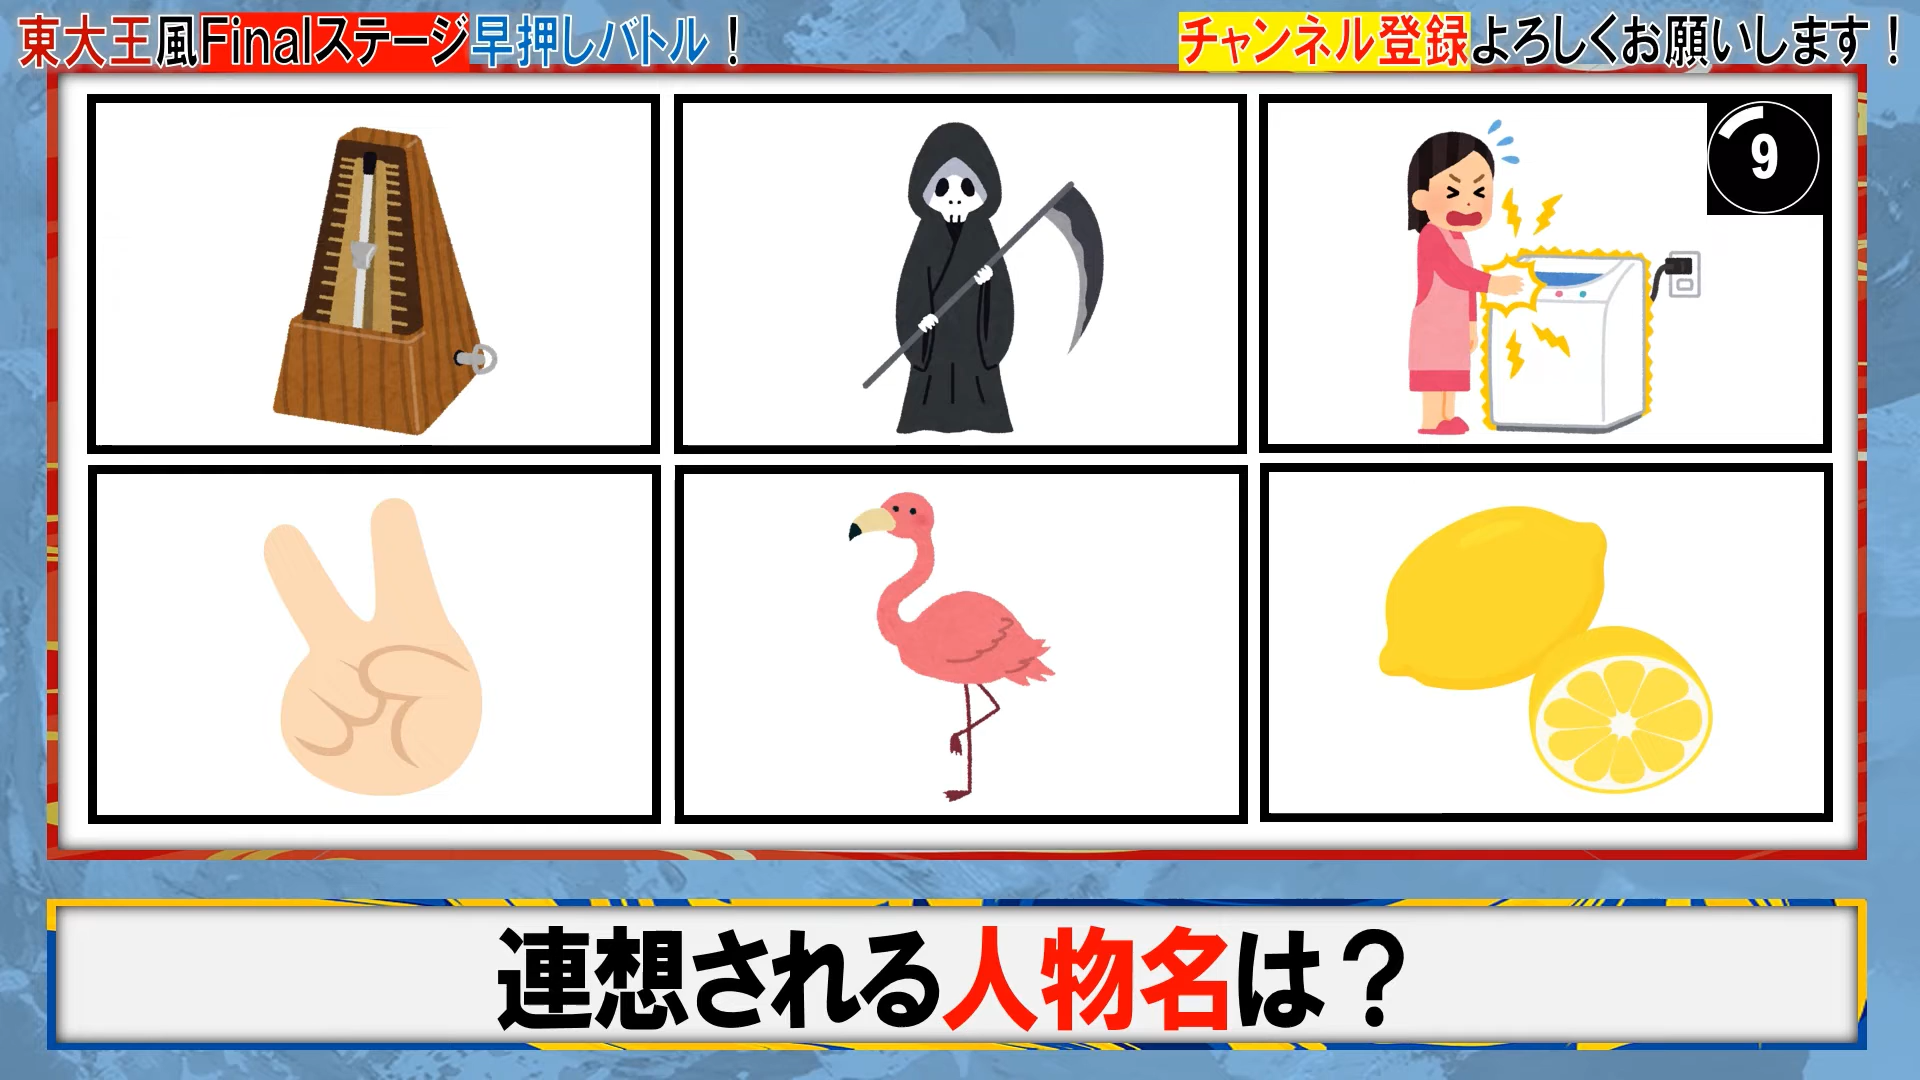 東大王風Finalステージ早押しバトル！
チャンネル登録よろしくお願いします！
9
連想される人物名は？